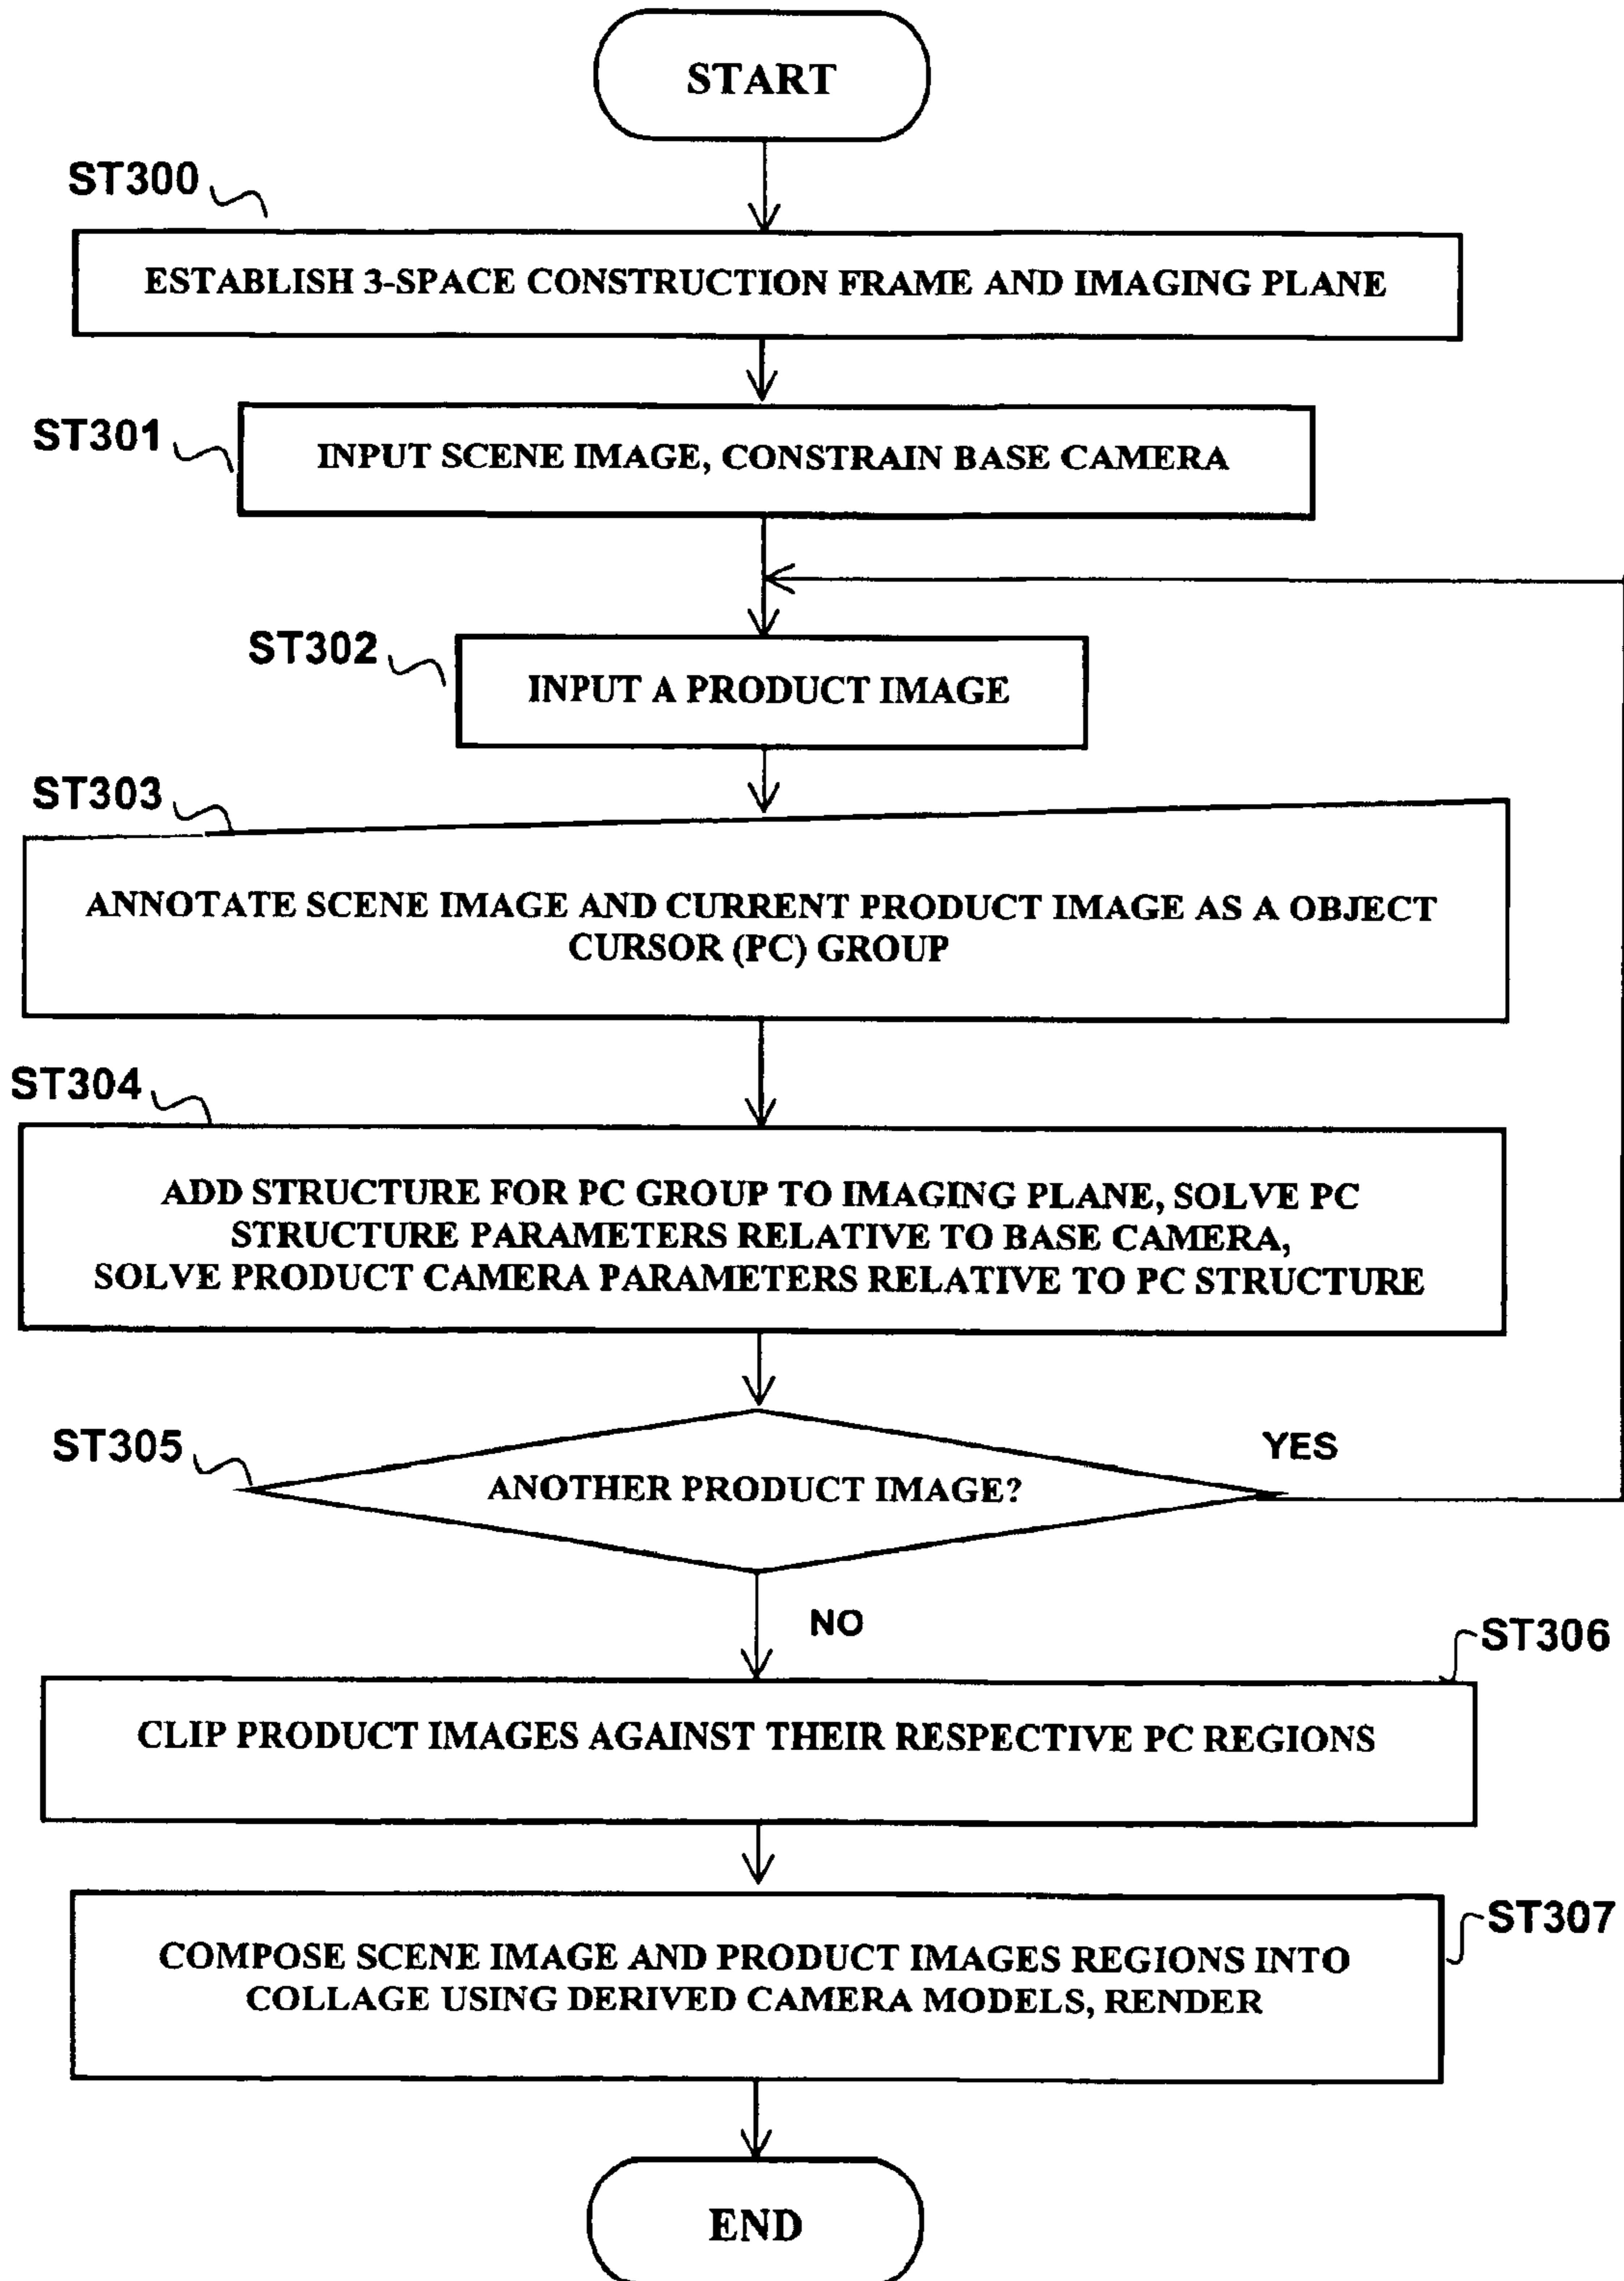 START
ST300
ESTABLISH 3-SPACE CONSTRUCTION FRAME AND IMAGING PLANE
ST301
INPUT SCENE IMAGE, CONSTRAIN BASE CAMERA
ST302
INPUT A PRODUCT IMAGE
ST303
ANNOTATE SCENE IMAGE AND CURRENT PRODUCT IMAGE AS A OBJECT
CURSOR (PC) GROUP
ST304
ADD STRUCTURE FOR PC GROUP TO IMAGING PLANE, SOLVE PC
STRUCTURE PARAMETERS RELATIVE TO BASE CAMERA,
SOLVE PRODUCT CAMERA PARAMETERS RELATIVE TO PC STRUCTURE
ST305
ANOTHER PRODUCT IMAGE?
YES
NO
ST306
CLIP PRODUCT IMAGES AGAINST THEIR RESPECTIVE PC REGIONS
ST307
COMPOSE SCENE IMAGE AND PRODUCT IMAGES REGIONS INTO
COLLAGE USING DERIVED CAMERA MODELS, RENDER
END